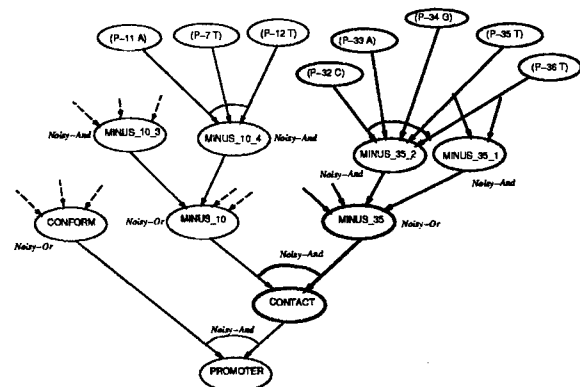 (P-34 G)
(P-11 A) (P-7 T) (P-12 T) (P-33 A) (P-35 T)
(P-32 C) (P-36 T)
Noisy-And MINUS_10_3 MINUS_10_4 Noisy-And MINUS_35_2 MINUS_35_1
Noisy-And Noisy-And
CONFORM Noisy-Or MINUS_10 MINUS_35 Noisy-Or
Noisy-Or
Noisy-And
CONTACT
Noisy-And
PROMOTER